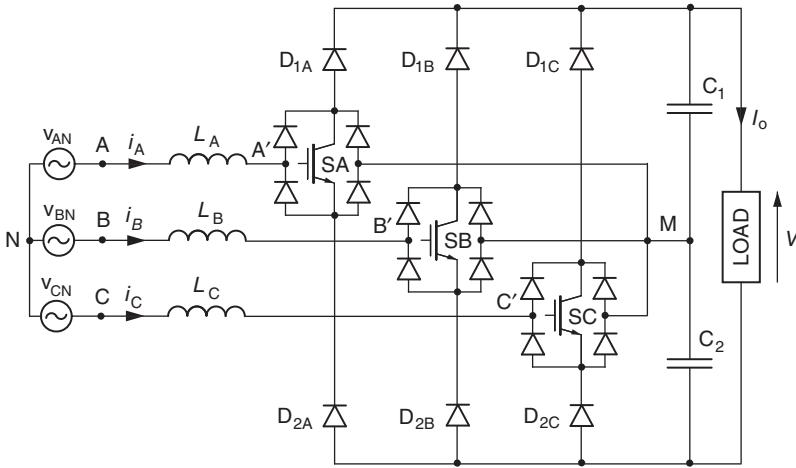 D1A
D1B
D1C
C1
vAN
A
iA
LA
A′
SA
Io
vBN
B
iB
LB
B′
SB
M
N
LOAD
V
vCN
C
iC
LC
C′
SC
C2
D2A
D2B
D2C